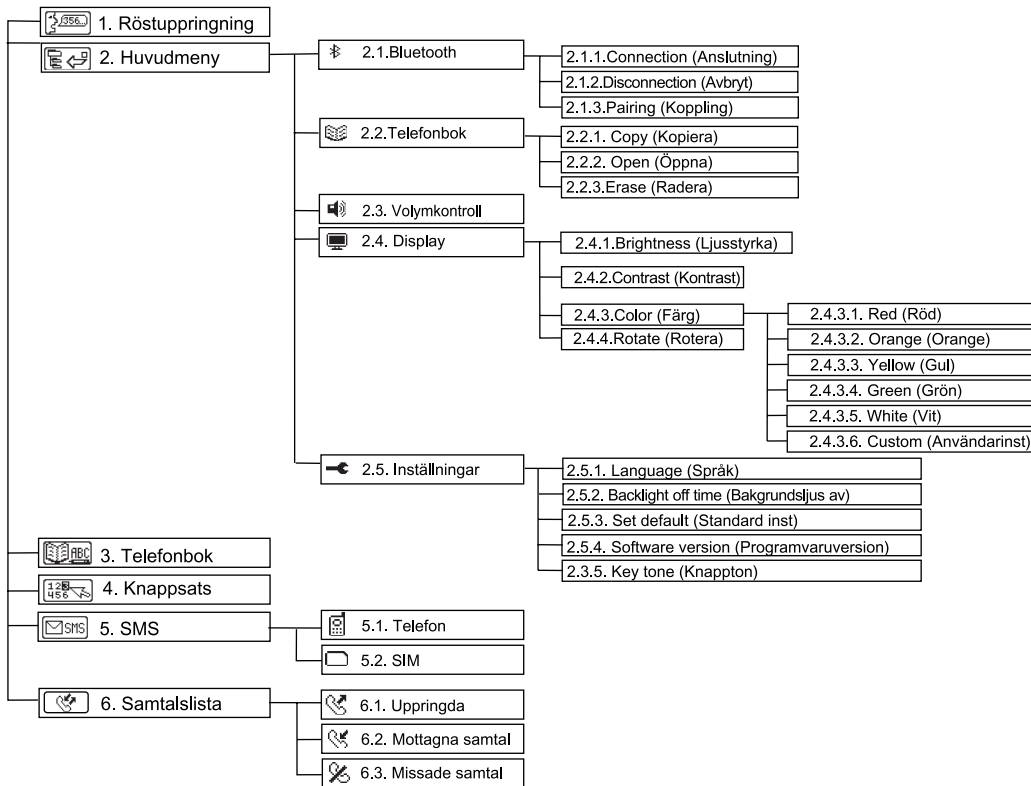 1. Röstuppringning
2. Huvudmeny
2.1.Bluetooth
2.1.1.Connection (Anslutning)
2.1.2.Disconnection (Avbryt)
2.1.3.Pairing (Koppling)
2.2.Telefonbok
2.2.1. Copy (Kopiera)
2.2.2. Open (Öppna)
2.2.3.Erase (Radera)
2.3. Volymkontroll
2.4. Display
2.4.1.Brightness (Ljusstyrka)
2.4.2.Contrast (Kontrast)
2.4.3.Color (Färg)
2.4.3.1. Red (Röd)
2.4.3.2. Orange (Orange)
2.4.3.3. Yellow (Gul)
2.4.3.4. Green (Grön)
2.4.3.5. White (Vit)
2.4.3.6. Custom (Användarinst)
2.4.4.Rotate (Rotera)
2.5. Inställningar
2.5.1. Language (Språk)
2.5.2. Backlight off time (Bakgrundsljus av)
2.5.3. Set default (Standard inst)
2.5.4. Software version (Programvaruversion)
2.3.5. Key tone (Knappton)
ABC 3. Telefonbok
123 456 4. Knappsats
SMS 5. SMS
5.1. Telefon
5.2. SIM
6. Samtalslista
6.1. Uppringda
6.2. Mottagna samtal
6.3. Missade samtal